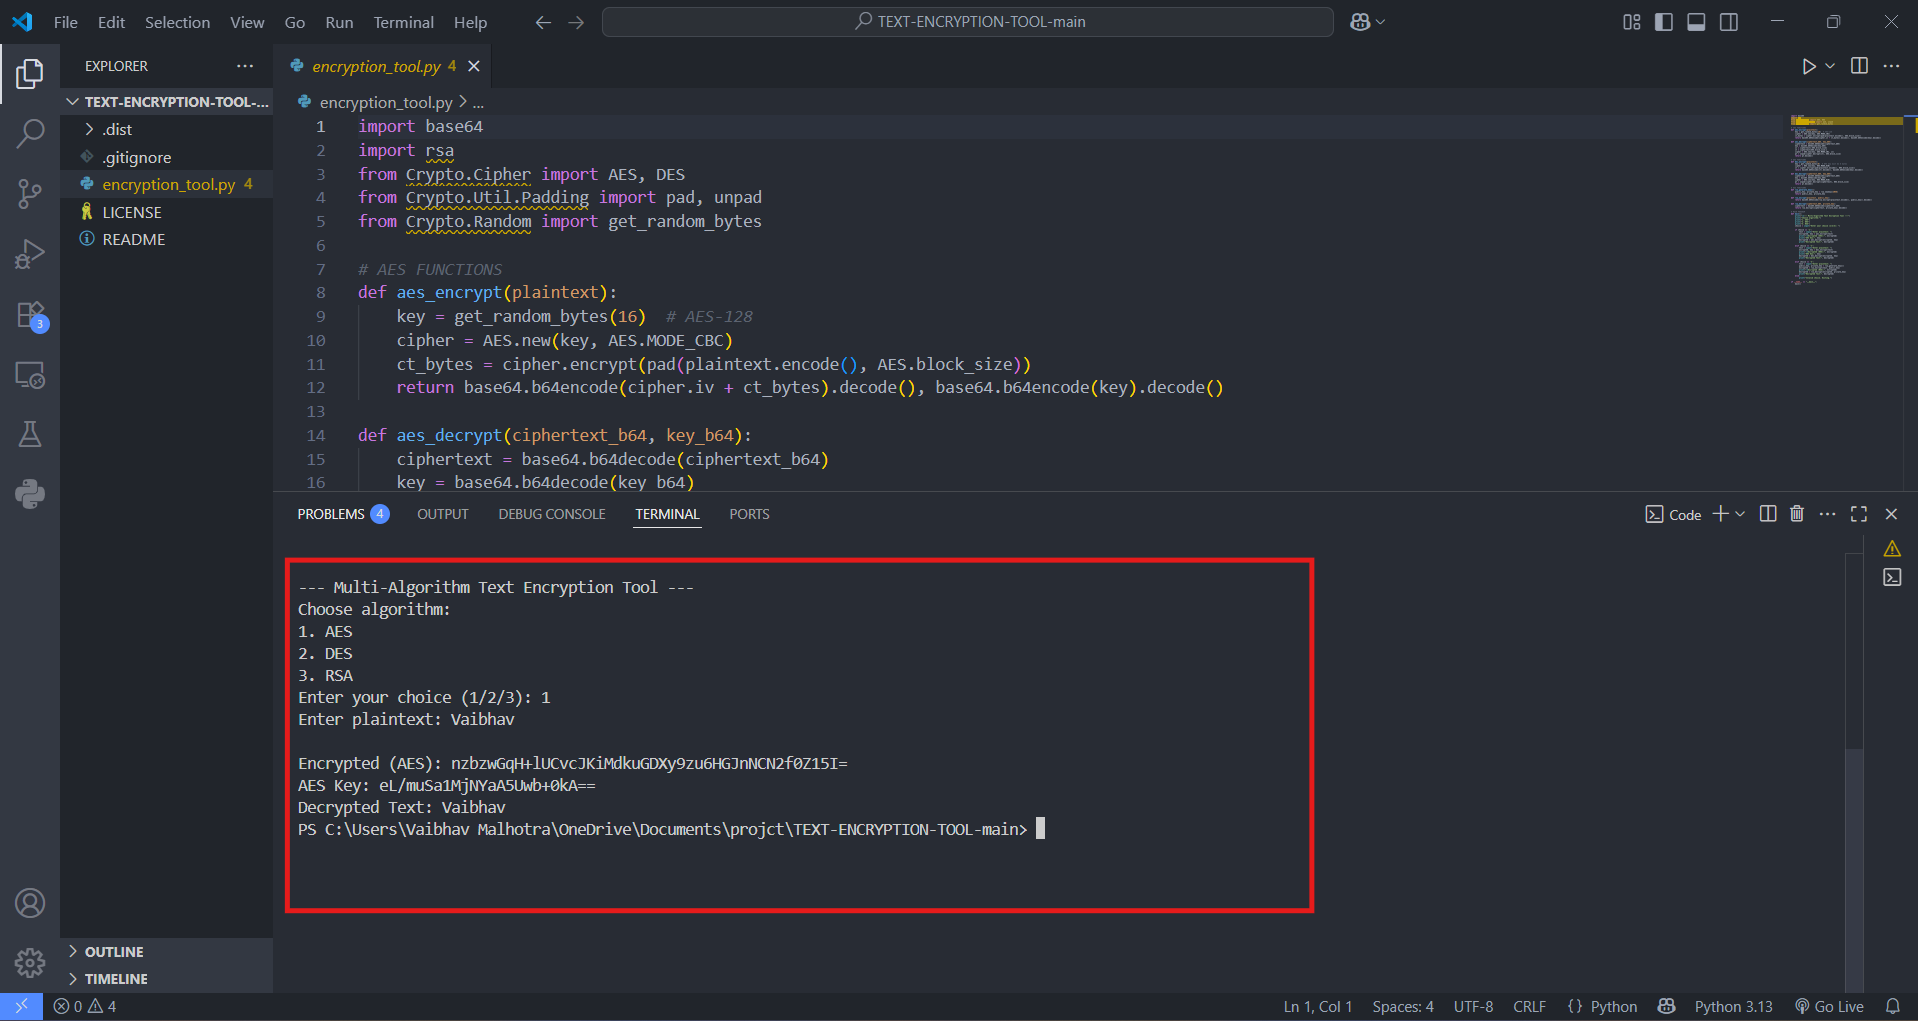 File Edit Selection View Go Run Terminal Help
TEXT-ENCRYPTION-TOOL-main
EXPLORER
TEXT-ENCRYPTION-TOOL-...
.dist
.gitignore
encryption_tool.py 4
LICENSE
README
OUTLINE
TIMELINE
3
encryption_tool.py 4
encryption_tool.py > ...
1 import base64
2 import rsa
3 from Crypto.Cipher import AES, DES
4 from Crypto.Util.Padding import pad, unpad
5 from Crypto.Random import get_random_bytes
6
7 # AES FUNCTIONS
8 def aes_encrypt(plaintext):
9 key = get_random_bytes(16)  # AES-128
10 cipher = AES.new(key, AES.MODE_CBC)
11 ct_bytes = cipher.encrypt(pad(plaintext.encode(), AES.block_size))
12 return base64.b64encode(cipher.iv + ct_bytes).decode(), base64.b64encode(key).decode()
13
14 def aes_decrypt(ciphertext_b64, key_b64):
15 ciphertext = base64.b64decode(ciphertext_b64)
16 key = base64.b64decode(key_b64)
PROBLEMS 4 OUTPUT DEBUG CONSOLE TERMINAL PORTS
Code
--- Multi-Algorithm Text Encryption Tool ---
Choose algorithm:
1. AES
2. DES
3. RSA
Enter your choice (1/2/3): 1
Enter plaintext: Vaibhav
Encrypted (AES): nzbzwGqH+lUCvcJKiMdkuGDXy9zu6HGJnNCN2f0Z15I=
AES Key: eL/muSa1MjNYaA5Uwb+0kA==
Decrypted Text: Vaibhav
PS C:\Users\Vaibhav Malhotra\OneDrive\Documents\projct\TEXT-ENCRYPTION-TOOL-main>
0 4
Ln 1, Col 1 Spaces: 4 UTF-8 CRLF {} Python Python 3.13 Go Live